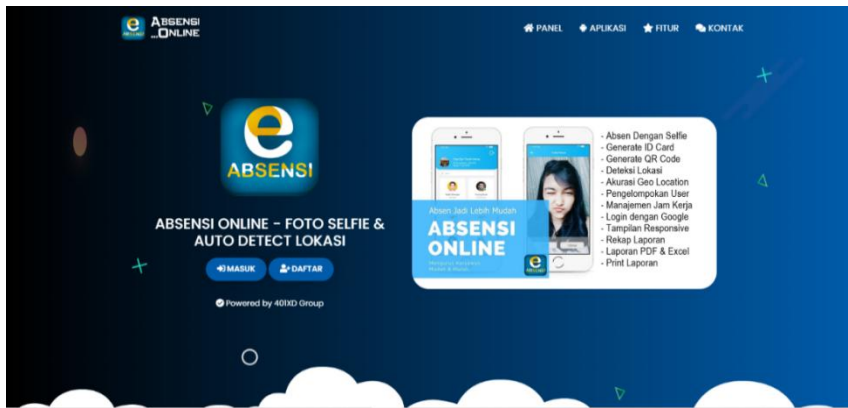 ABSENSI
...ONLINE
PANEL
APLIKASI
FITUR
KONTAK
e
ABSENSI
ABSENSI ONLINE – FOTO SELFIE &
AUTO DETECT LOKASI
MASUK
DAFTAR
Powered by 401XD Group
Absen Jadi Lebih Mudah
ABSENSI
ONLINE
- Absen Dengan Selfie
- Generate ID Card
- Generate QR Code
- Deteksi Lokasi
- Akurasi Geo Location
- Pengelompokan User
- Manajemen Jam Kerja
- Login dengan Google
- Tampilan Responsive
- Rekap Laporan
- Laporan PDF & Excel
- Print Laporan